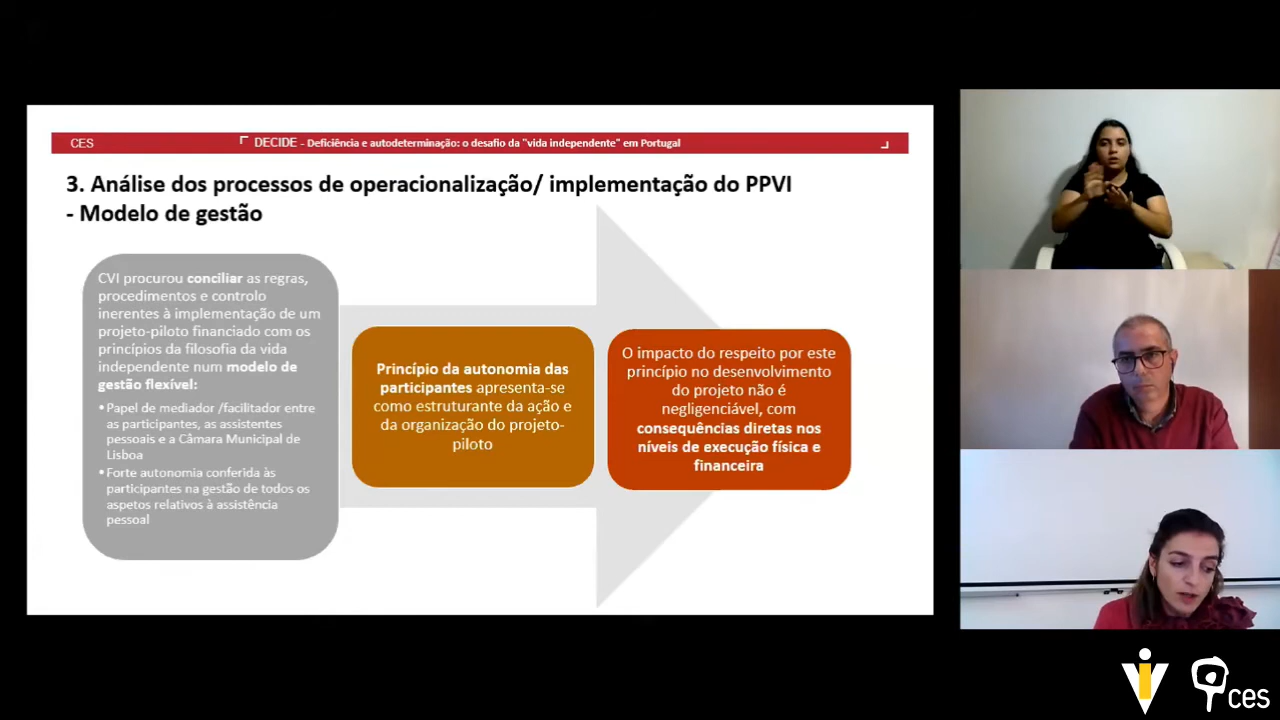 CES
DECIDE - Deficiência e autodeterminação: o desafio da "vida independente" em Portugal
3. Análise dos processos de operacionalização/ implementação do PPVI
- Modelo de gestão
CVI procurou conciliar as regras,
procedimentos e controlo
inerentes à implementação de um
projeto-piloto financiado com os
princípios da filosofia da vida
independente num modelo de
gestão flexível:
•Papel de mediador /facilitador entre
as participantes, as assistentes
pessoais e a Câmara Municipal de
Lisboa
•Forte autonomia conferida às
participantes na gestão de todos os
aspetos relativos à assistência
pessoal
Princípio da autonomia das
participantes apresenta-se
como estruturante da ação e
da organização do projeto-
piloto
O impacto do respeito por este
princípio no desenvolvimento
do projeto não é
negligenciável, com
consequências diretas nos
níveis de execução física e
financeira
ces